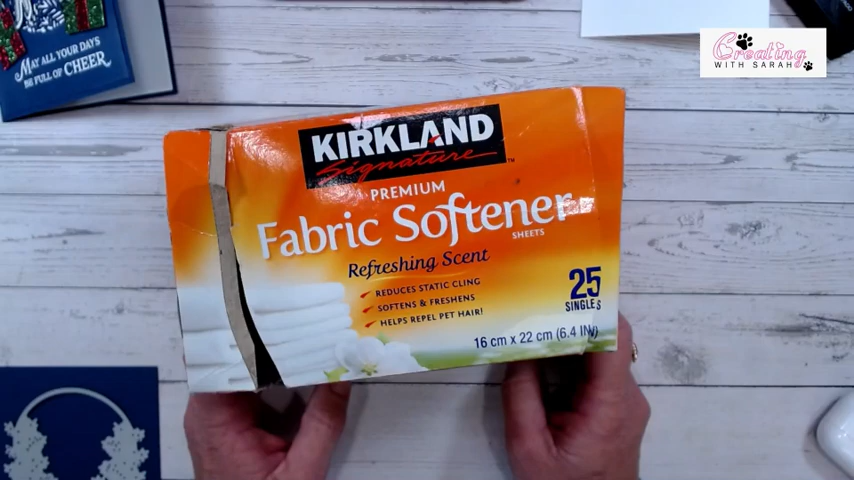 MAY ALL YOUR DAYS
BE FULL OF CHEER
Creating
WITH SARAH
KIRKLAND
Signature™
PREMIUM
Fabric Softener
SHEETS
Refreshing Scent
REDUCES STATIC CLING
SOFTENS & FRESHENS
HELPS REPEL PET HAIR!
25
SINGLES
16 cm x 22 cm (6.4 IN